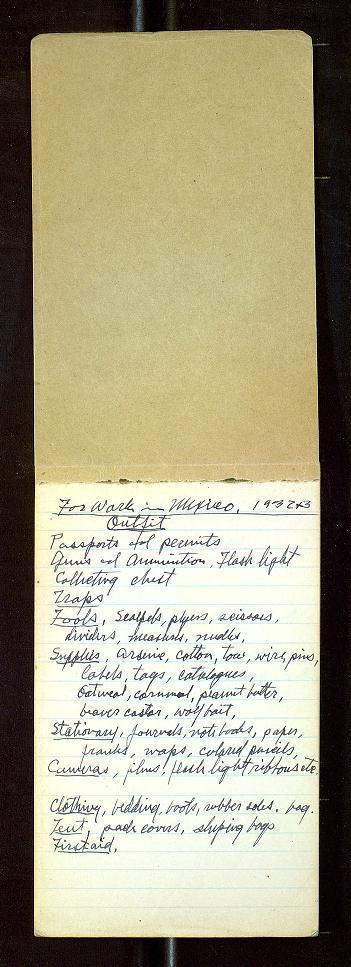 For Work in Mexico, 1932+3
Outfit
Passports and permits
Guns and Ammunition, Flash light
Collecting chest
Traps
Tools, Scalpels, plyers, scissors,
dividers, measures, needles,
Supplies, Arsenic, cotton, tow, wire, pins,
labels, tags, catalogues,
Oatmeal, cornmeal, peanut butter,
beaver castor, wolf bait,
Stationary, journals, note books, paper,
franks, maps, colored pencils,
Cameras, films, flash light ribbons etc.
Clothing, bedding, boots, rubber soles, bag.
Tent, pack covers, sleeping bags
First aid,